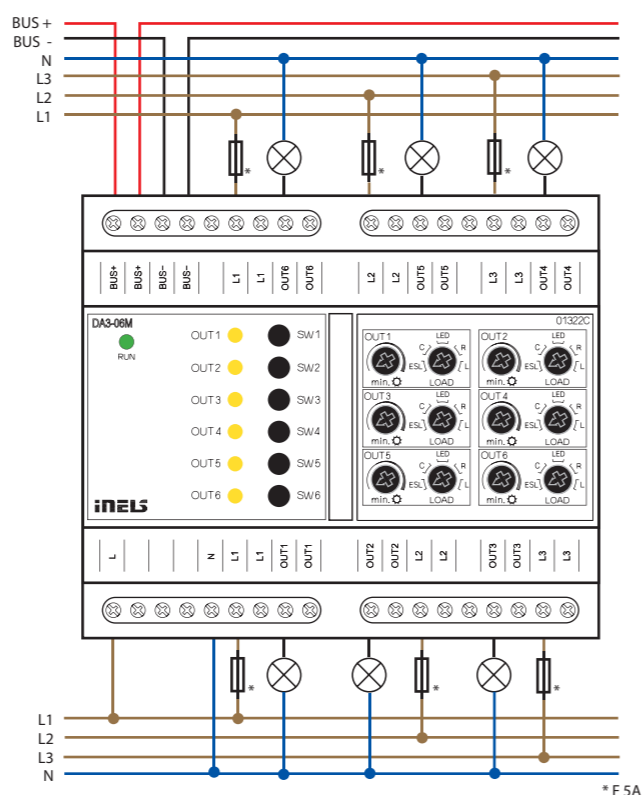 BUS +
BUS -
N
L3
L2
L1
* * *
BUS+ BUS+ BUS- BUS- L1 L1 OUT6 OUT6 L2 L2 OUT5 OUT5 L3 L3 OUT4 OUT4
DA3-06M 01322C
RUN
OUT1 SW1
OUT2 SW2
OUT3 SW3
OUT4 SW4
OUT5 SW5
OUT6 SW6
iNELS
OUT1 LED C R ESL L min. LOAD
OUT2 LED C R ESL L min. LOAD
OUT3 LED C R ESL L min. LOAD
OUT4 LED C R ESL L min. LOAD
OUT5 LED C R ESL L min. LOAD
OUT6 LED C R ESL L min. LOAD
L N L1 L1 OUT1 OUT1 OUT2 OUT2 L2 L2 OUT3 OUT3 L3 L3
* * *
L1
L2
L3
N
* F 5A